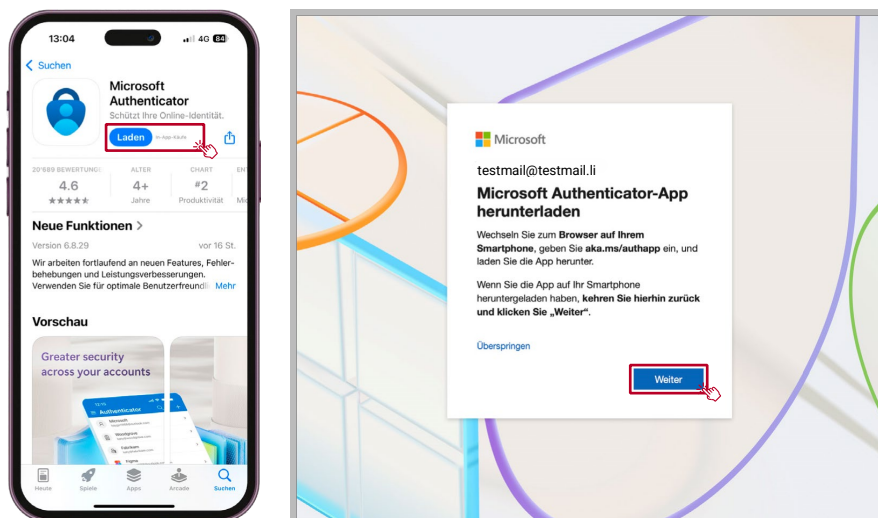 13:04
4G 84
Suchen
Microsoft
Authenticator
Schützt Ihre Online-Identität.
Laden
In-App-Käufe
20'689 BEWERTUNG
ALTER
CHART
4.6
4+
#2
Jahre
Produktivität
Neue Funktionen >
Version 6.8.29
vor 16 St.
Wir arbeiten fortlaufend an neuen Features, Fehler-
behebungen und Leistungsverbesserungen.
Verwenden Sie für optimale Benutzerfreundli Mehr
Vorschau
Greater security
across your accounts
Authenticator
Microsoft
Heute
Spiele
Apps
Arcade
Suchen
Microsoft
testmail@testmail.li
Microsoft Authenticator-App
herunterladen
Wechseln Sie zum Browser auf Ihrem
Smartphone, geben Sie aka.ms/authapp ein, und
laden Sie die App herunter.
Wenn Sie die App auf Ihr Smartphone
heruntergeladen haben, kehren Sie hierhin zurück
und klicken Sie „Weiter“.
Überspringen
Weiter